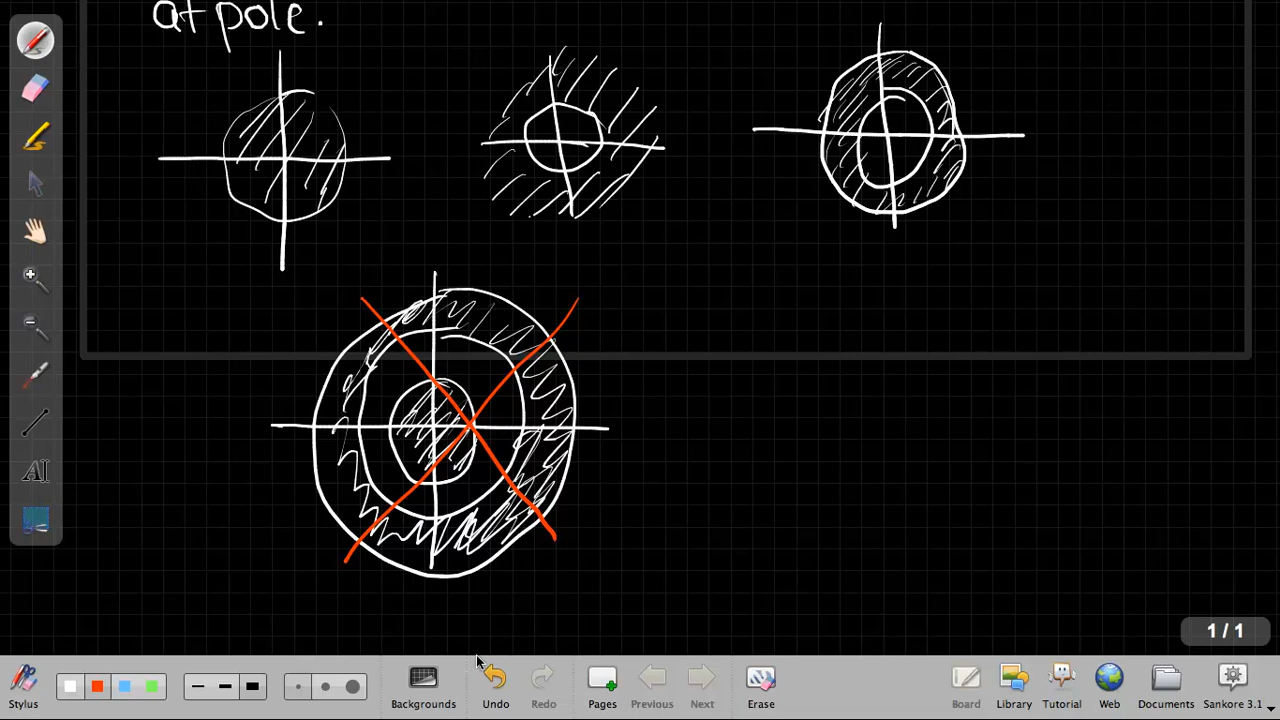 at pole.
AI
1 / 1
Stylus
Backgrounds
Undo
Redo
Pages
Previous
Next
Erase
Board
Library
Tutorial
Web
Documents
Sankore 3.1